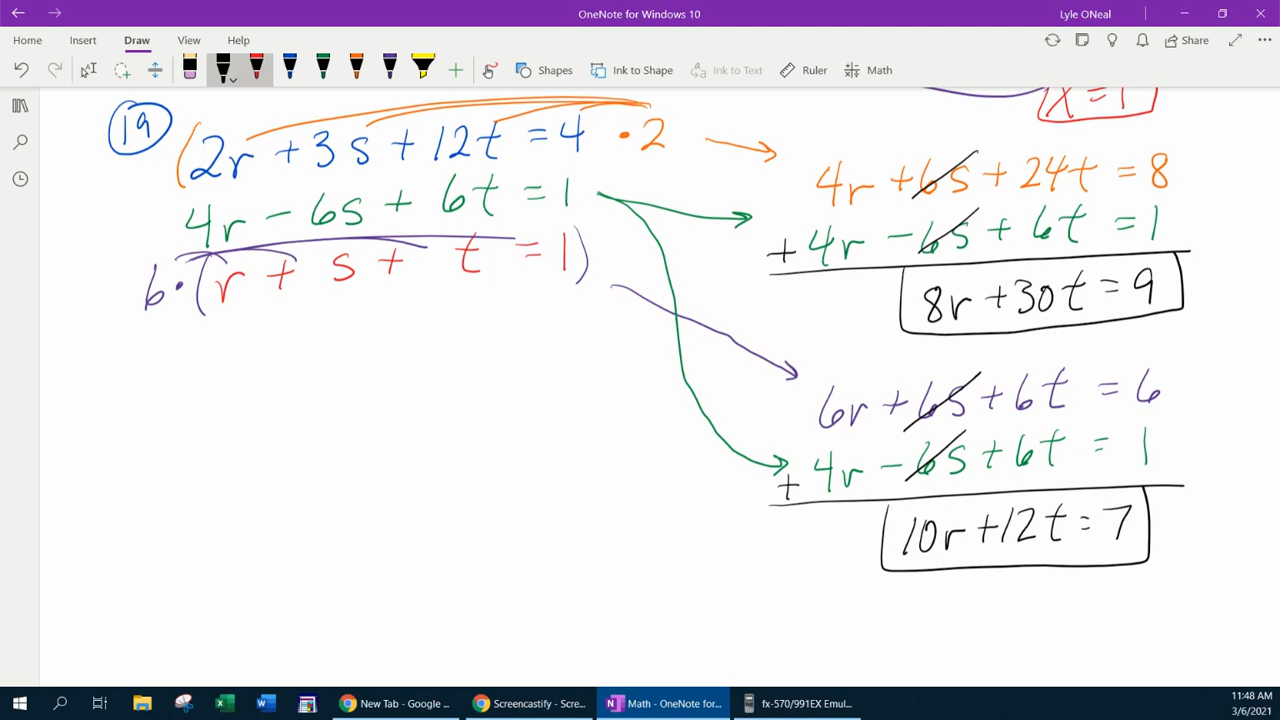 OneNote for Windows 10
Lyle ONeal
Home Insert Draw View Help
Share
Shapes Ink to Shape Ink to Text Ruler Math
x = 1
19
(2r + 3s + 12t = 4 • 2
4r - 6s + 6t = 1
6 • (r + s + t = 1)
4r + 6s + 24t = 8
+ 4r - 6s + 6t = 1
8r + 30t = 9
6r + 6s + 6t = 6
+ 4r - 6s + 6t = 1
10r + 12t = 7
New Tab - Google ... Screencastify - Scre... Math - OneNote for... fx-570/991EX Emul...
11:48 AM
3/6/2021